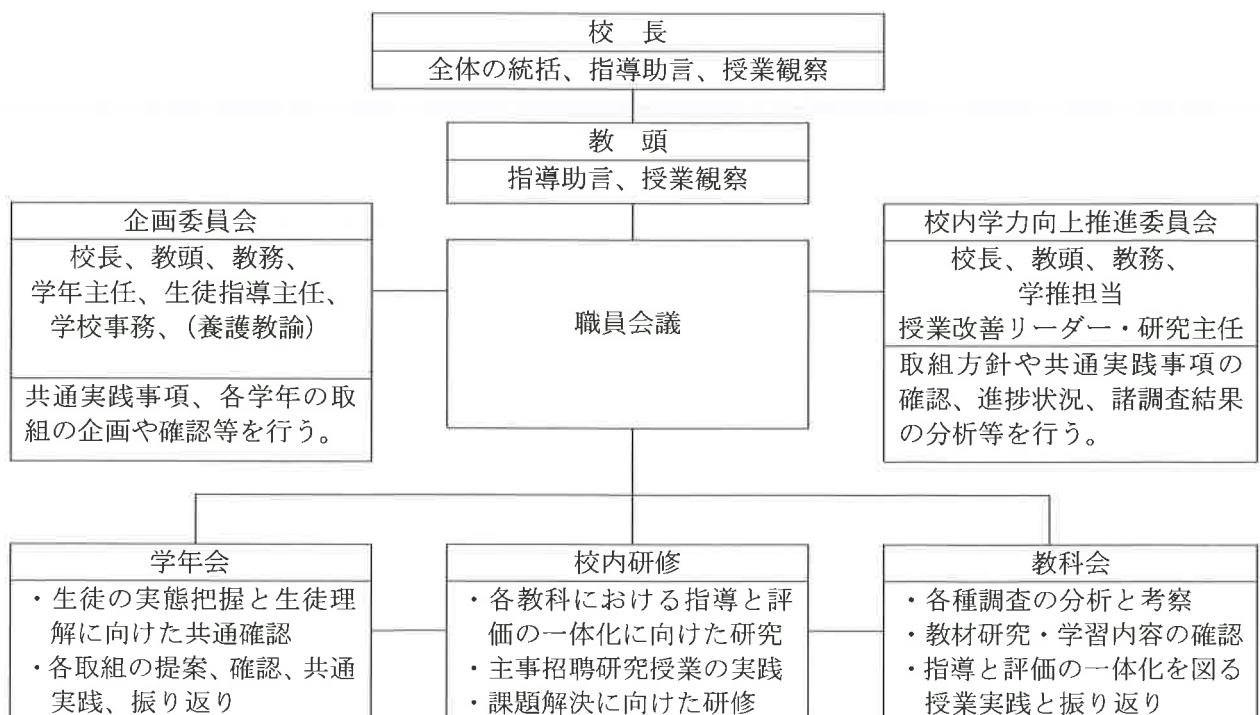 校　長
全体の統括、指導助言、授業観察
教　頭
指導助言、授業観察
企画委員会
校長、教頭、教務、
学年主任、生徒指導主任、
学校事務、（養護教諭）
共通実践事項、各学年の取
組の企画や確認等を行う。
職員会議
校内学力向上推進委員会
校長、教頭、教務、
学推担当
授業改善リーダー・研究主任
取組方針や共通実践事項の
確認、進捗状況、諸調査結果
の分析等を行う。
学年会
・生徒の実態把握と生徒理
解に向けた共通確認
・各取組の提案、確認、共通
実践、振り返り
校内研修
・各教科における指導と評
価の一体化に向けた研究
・主事招聘研究授業の実践
・課題解決に向けた研修
教科会
・各種調査の分析と考察
・教材研究・学習内容の確認
・指導と評価の一体化を図る
授業実践と振り返り